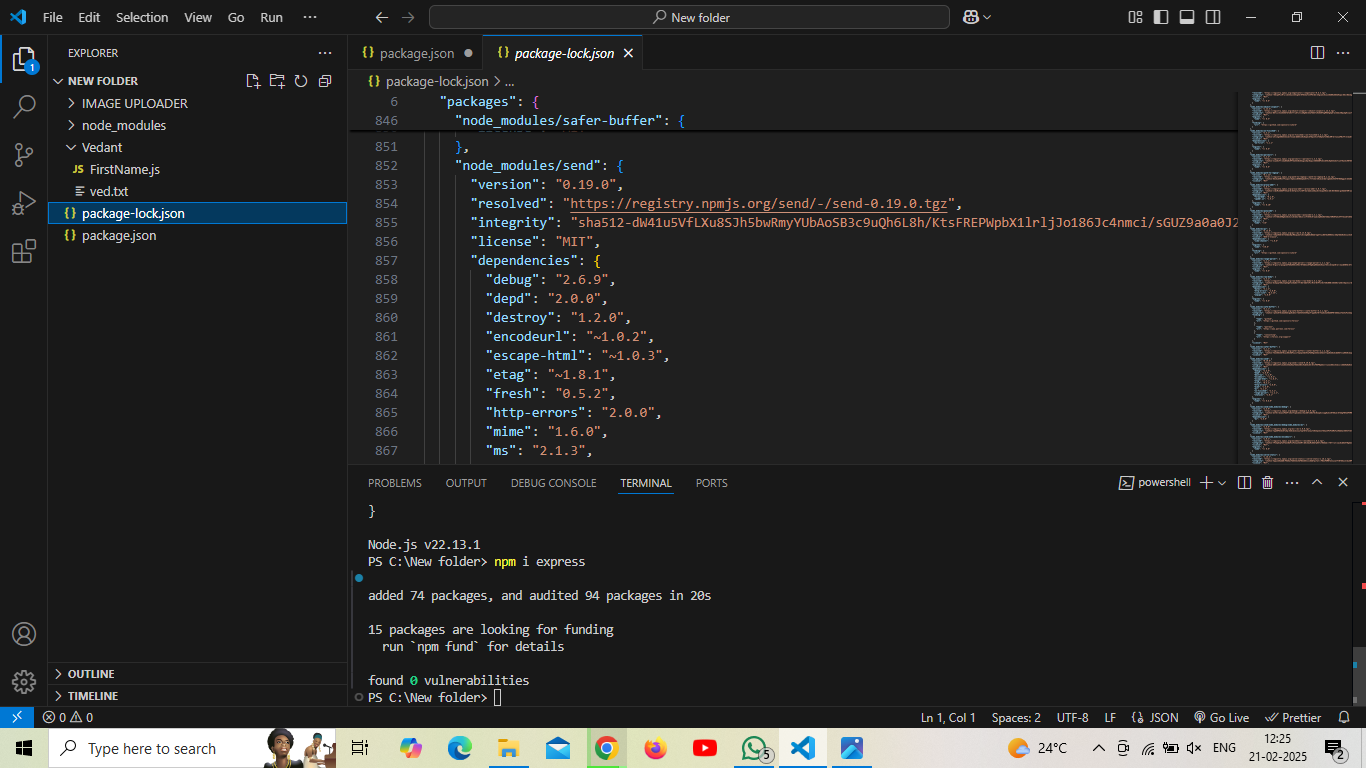 File Edit Selection View Go Run ···
New folder
EXPLORER ···
package.json
package-lock.json
1
NEW FOLDER
IMAGE UPLOADER
node_modules
Vedant
JS FirstName.js
ved.txt
{} package-lock.json
{} package.json
OUTLINE
TIMELINE
{} package-lock.json > ...
6 "packages": {
846 "node_modules/safer-buffer": {
851 },
852 "node_modules/send": {
853 "version": "0.19.0",
854 "resolved": "https://registry.npmjs.org/send/-/send-0.19.0.tgz",
855 "integrity": "sha512-dW41u5VfLXu8SJh5bwRmyYUbAoSB3c9uQh6L8h/KtsFREPWpbX1lrljJo186Jc4nmci/sGUZ9a0a0J2
856 "license": "MIT",
857 "dependencies": {
858 "debug": "2.6.9",
859 "depd": "2.0.0",
860 "destroy": "1.2.0",
861 "encodeurl": "~1.0.2",
862 "escape-html": "~1.0.3",
863 "etag": "~1.8.1",
864 "fresh": "0.5.2",
865 "http-errors": "2.0.0",
866 "mime": "1.6.0",
867 "ms": "2.1.3",
PROBLEMS OUTPUT DEBUG CONSOLE TERMINAL PORTS
powershell
}
Node.js v22.13.1
PS C:\New folder> npm i express
added 74 packages, and audited 94 packages in 20s
15 packages are looking for funding
run `npm fund` for details
found 0 vulnerabilities
PS C:\New folder>
0 0
Ln 1, Col 1 Spaces: 2 UTF-8 LF {} JSON Go Live Prettier
Type here to search
5
24°C
ENG
12:25
21-02-2025
2